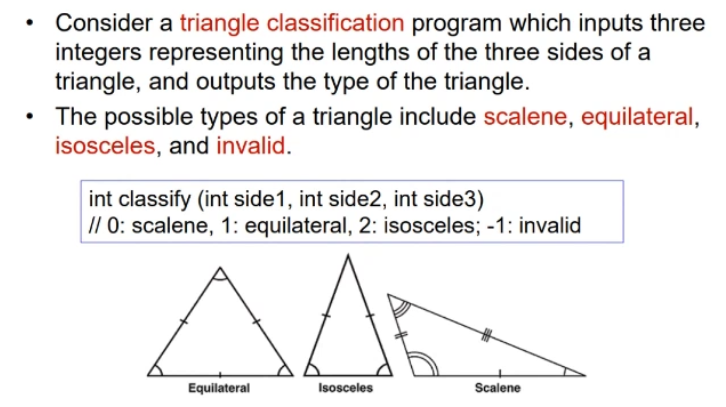 • Consider a triangle classification program which inputs three
integers representing the lengths of the three sides of a
triangle, and outputs the type of the triangle.
• The possible types of a triangle include scalene, equilateral,
isosceles, and invalid.
int classify (int side1, int side2, int side3)
// 0: scalene, 1: equilateral, 2: isosceles; -1: invalid
Equilateral
Isosceles
Scalene